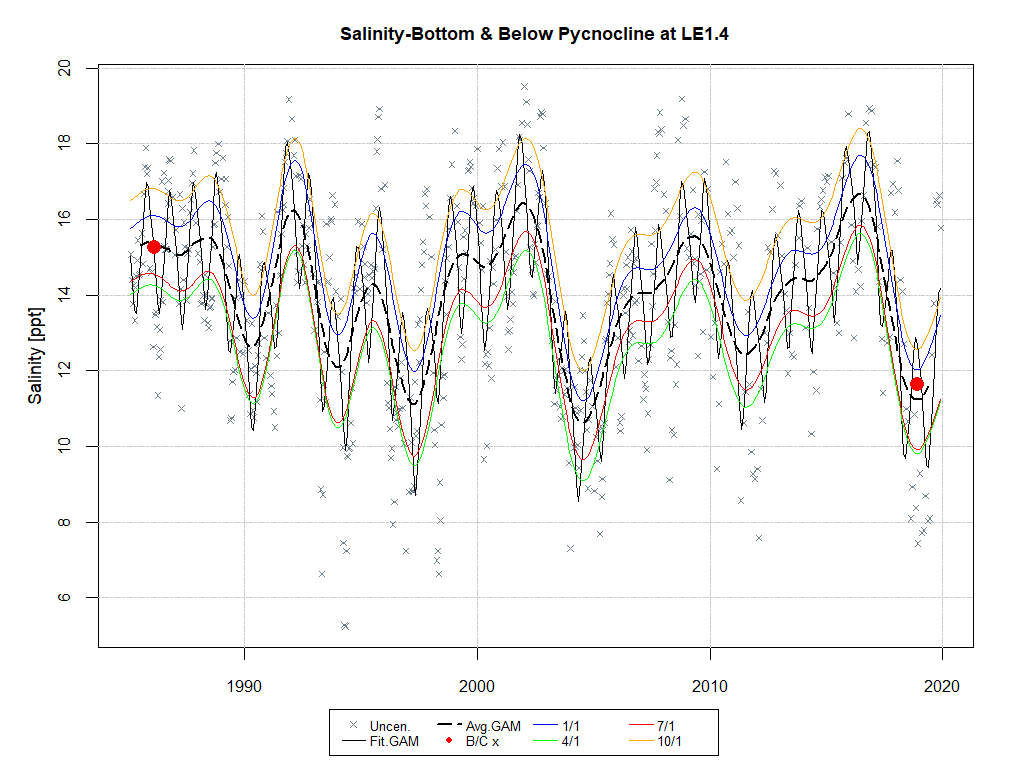 Salinity-Bottom & Below Pycnocline at LE1.4
Salinity [ppt]
20
18
16
14
12
10
8
6
1990 2000 2010 2020
Uncen. Avg.GAM 1/1 7/1
Fit.GAM B/C x 4/1 10/1